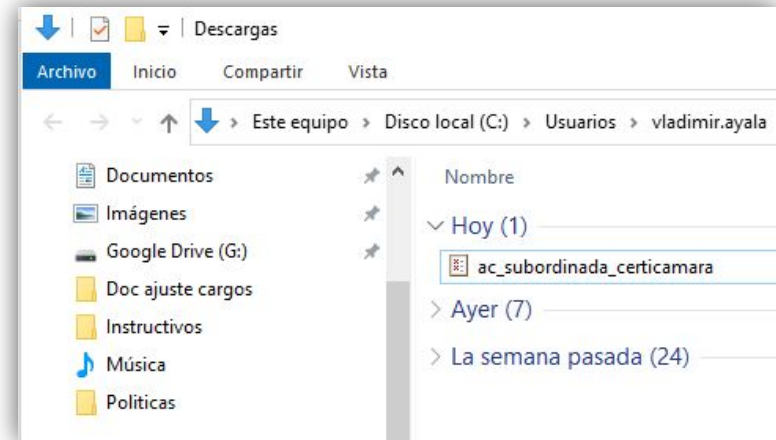 Descargas
Archivo Inicio Compartir Vista
Este equipo > Disco local (C:) > Usuarios > vladimir.ayala
Documentos
Imágenes
Google Drive (G:)
Doc ajuste cargos
Instructivos
Música
Politicas
Nombre
Hoy (1)
ac_subordinada_certicamara
Ayer (7)
La semana pasada (24)